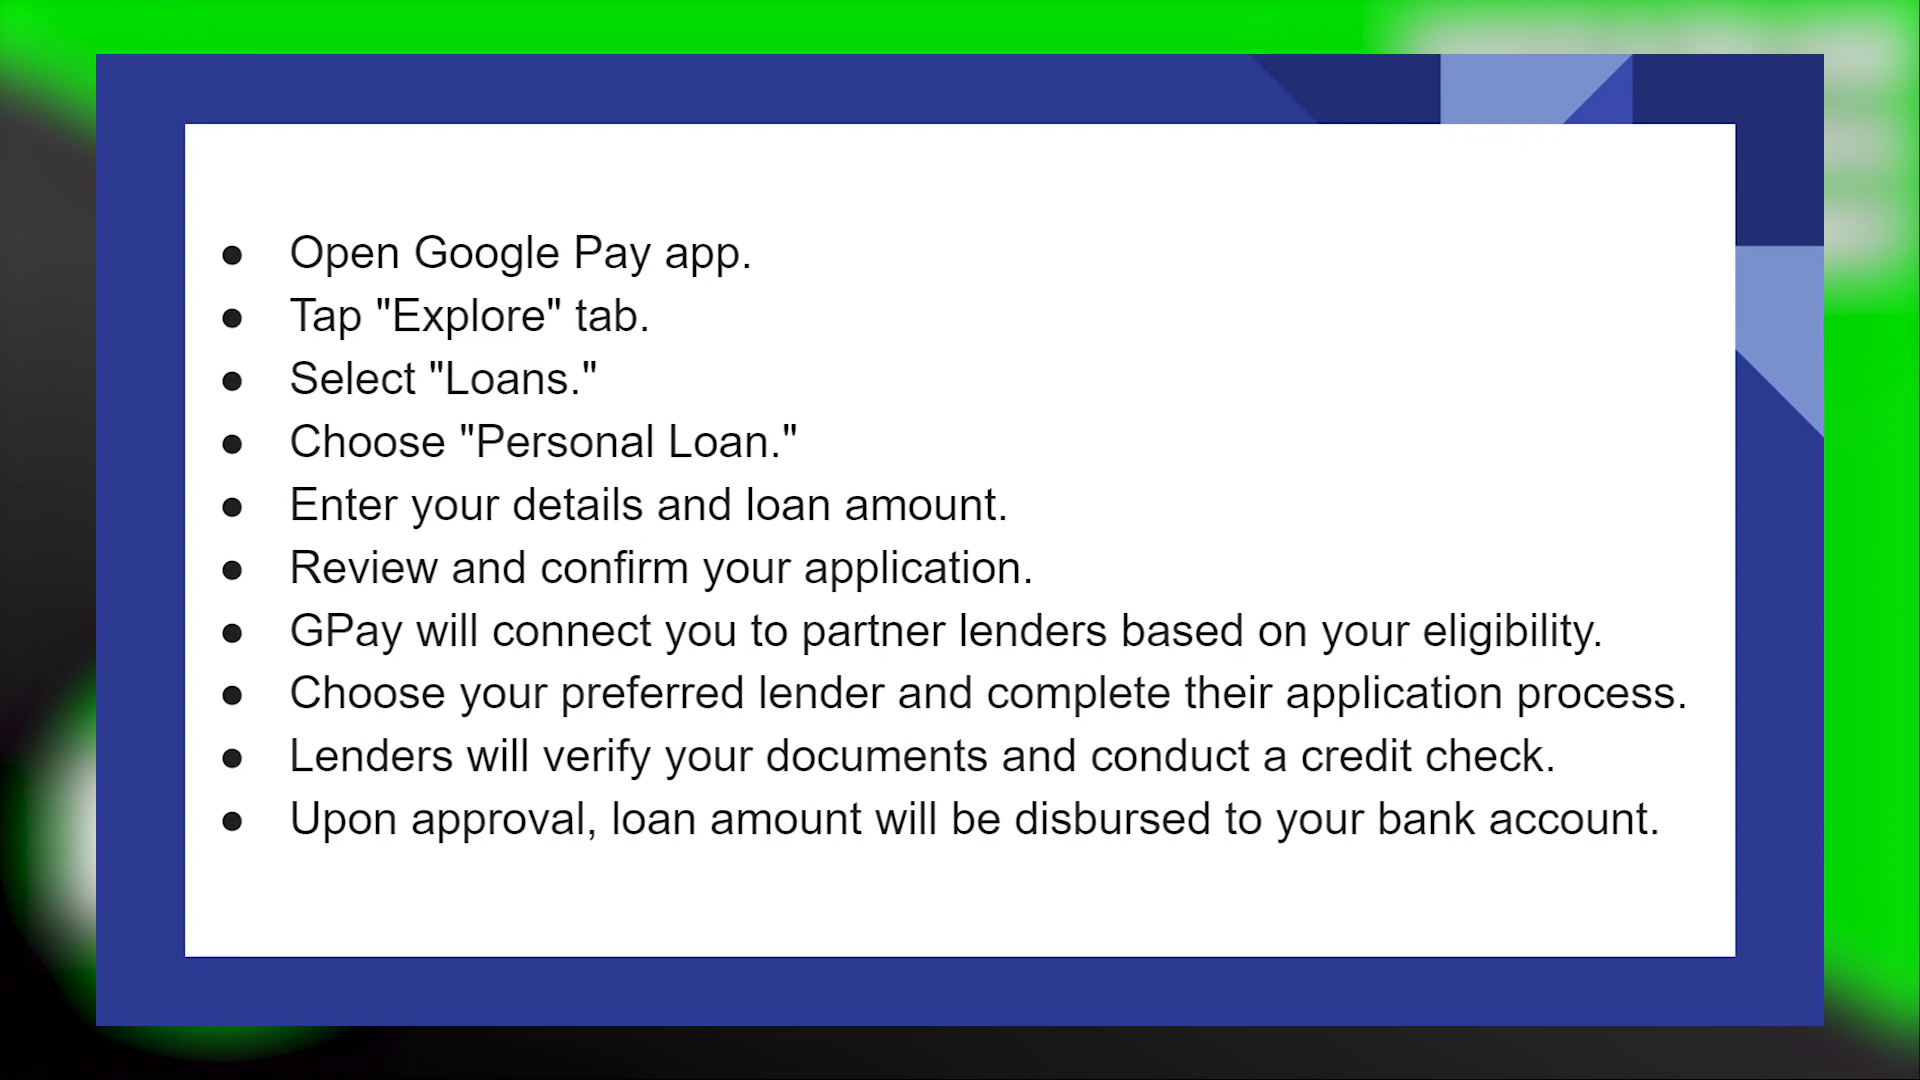 ● Open Google Pay app.
● Tap "Explore" tab.
● Select "Loans."
● Choose "Personal Loan."
● Enter your details and loan amount.
● Review and confirm your application.
● GPay will connect you to partner lenders based on your eligibility.
● Choose your preferred lender and complete their application process.
● Lenders will verify your documents and conduct a credit check.
● Upon approval, loan amount will be disbursed to your bank account.